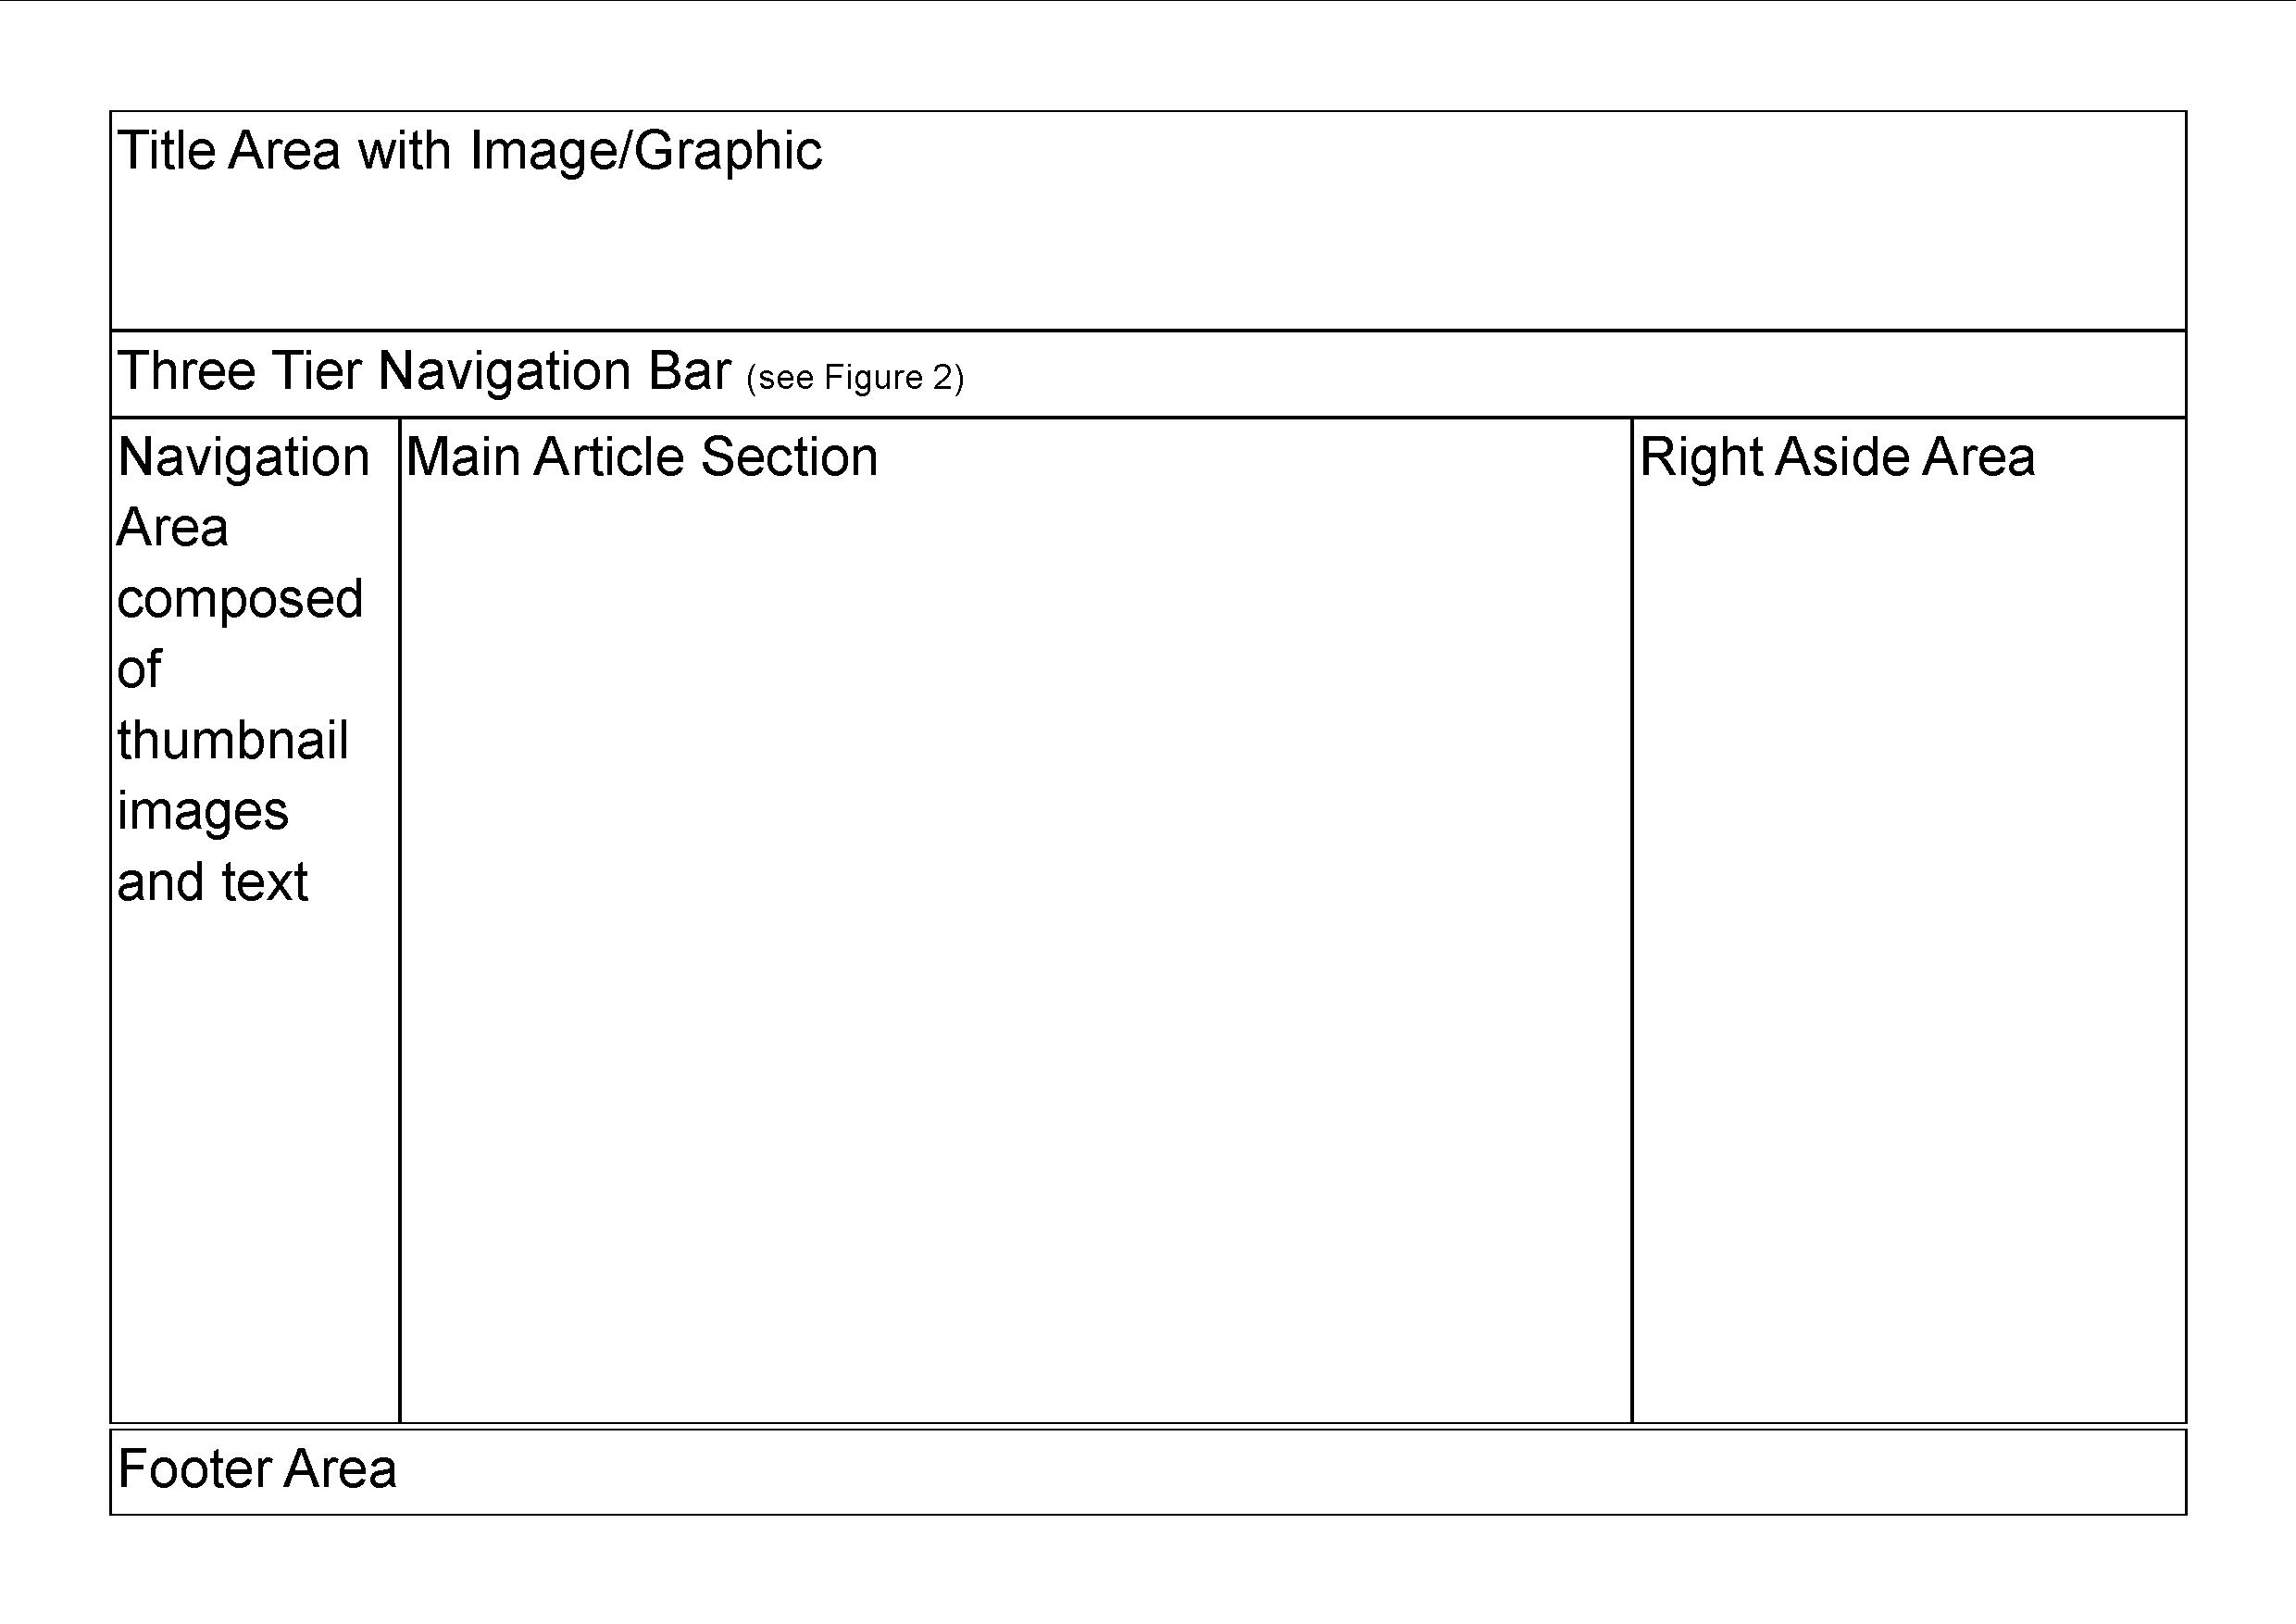 Title Area with Image/Graphic
Three Tier Navigation Bar (see Figure 2)
Navigation
Area
composed
of
thumbnail
images
and text
Main Article Section
Right Aside Area
Footer Area